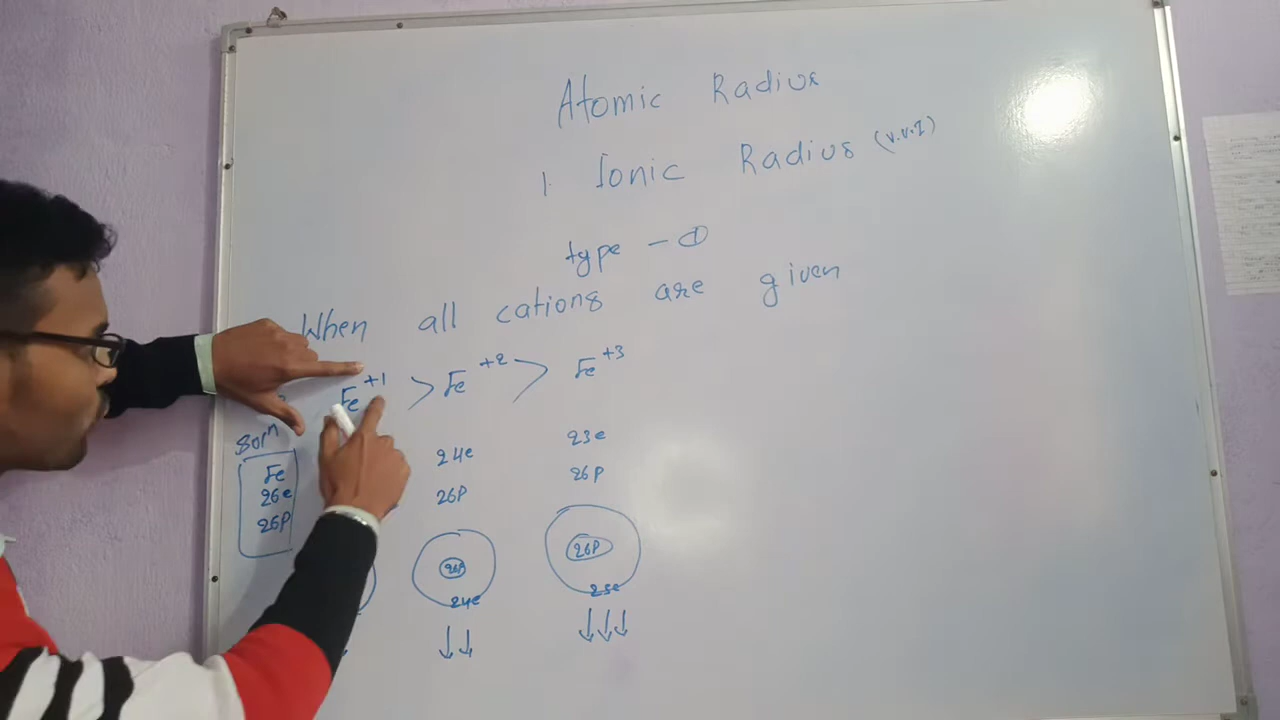 Atomic Radius
1. Ionic Radius (v.v.I)
type - ①
When all cations are given
Fe+1 > Fe+2 > Fe+3
Soln
Fe
26e
26P
24e 23e
26P 26P
26P 26P
24e 23e
↓↓ ↓↓↓